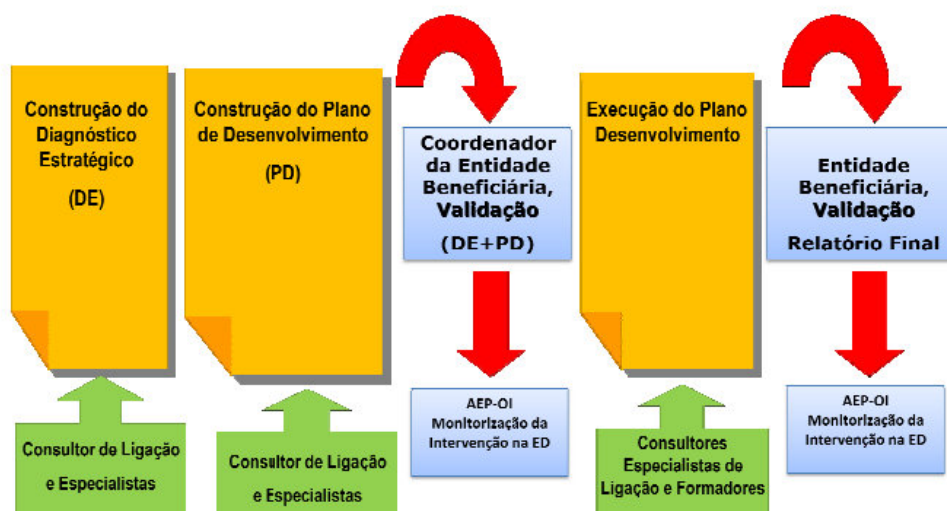 Construção do
Diagnóstico
Estratégico
(DE)
Consultor de Ligação
e Especialistas
Construção do Plano
de Desenvolvimento
(PD)
Consultor de Ligação
e Especialistas
Coordenador
da Entidade
Beneficiária,
Validação
(DE+PD)
AEP-OI
Monitorização da
Intervenção na ED
Execução do Plano
Desenvolvimento
Consultores
Especialistas de
Ligação e Formadores
Entidade
Beneficiária,
Validação
Relatório Final
AEP-OI
Monitorização da
Intervenção na ED